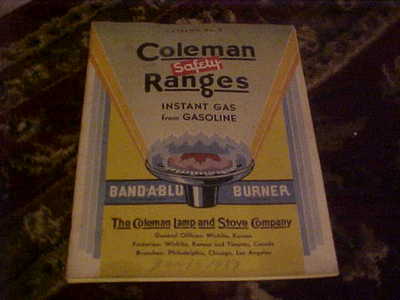 Coleman
Safety
Ranges
INSTANT GAS
from GASOLINE
BAND-A-BLU BURNER
The Coleman Lamp and Stove Company
General Offices: Wichita, Kansas
Factories: Wichita, Kansas and Toronto, Canada
Branches: Philadelphia, Chicago, Los Angeles